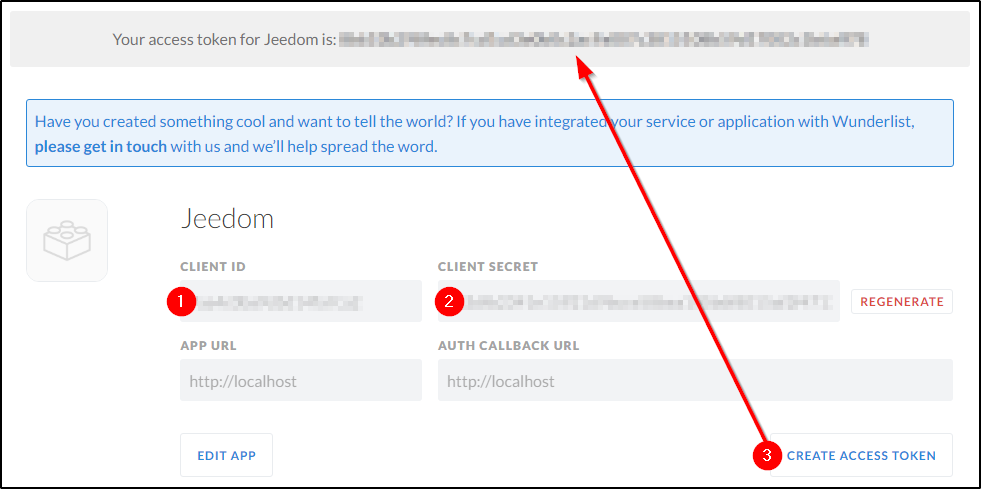 Your access token for Jeedom is:
Have you created something cool and want to tell the world? If you have integrated your service or application with Wunderlist,
please get in touch with us and we'll help spread the word.
Jeedom
CLIENT ID
CLIENT SECRET
1
2
REGENERATE
APP URL
AUTH CALLBACK URL
http://localhost
http://localhost
EDIT APP
3
CREATE ACCESS TOKEN